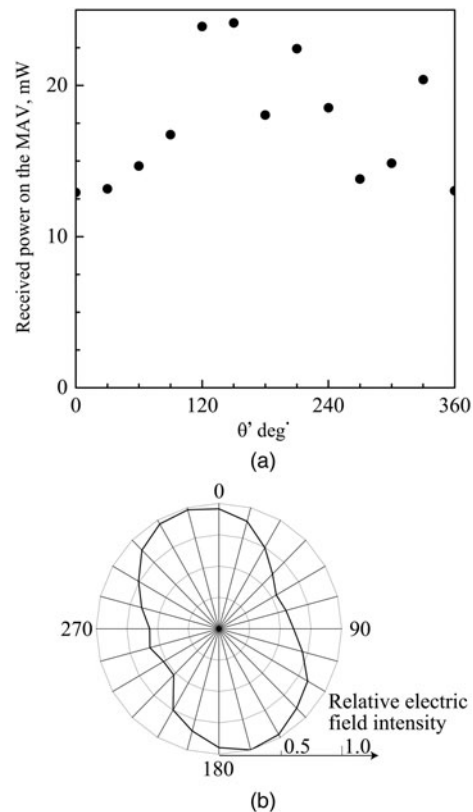 Received power on the MAV, mW
20
10
0
0
120
240
360
θ’ deg.
(a)
0
270
90
Relative electric
field intensity
0.5
1.0
180
(b)